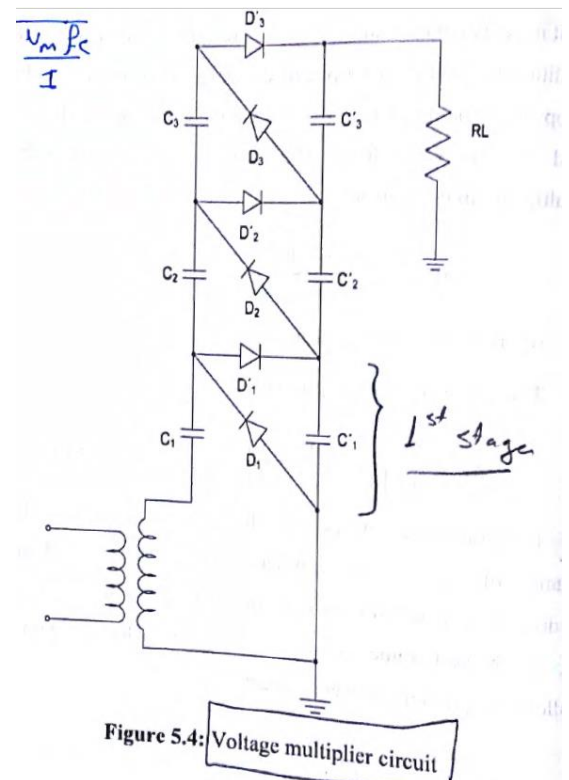 Vm fc
I
D'3
C3
C'3
D3
RL
D'2
C2
C'2
D2
D'1
C1
C'1
D1
1st stage
Figure 5.4: Voltage multiplier circuit